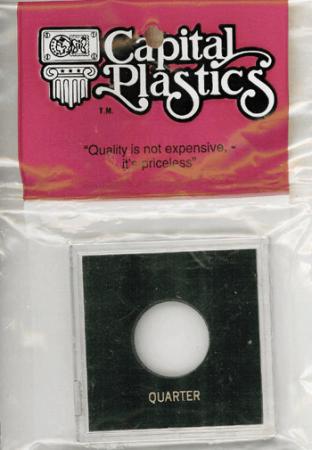 Capital
Plastics
T.M.
"Quality is not expensive, -
it's priceless"
QUARTER